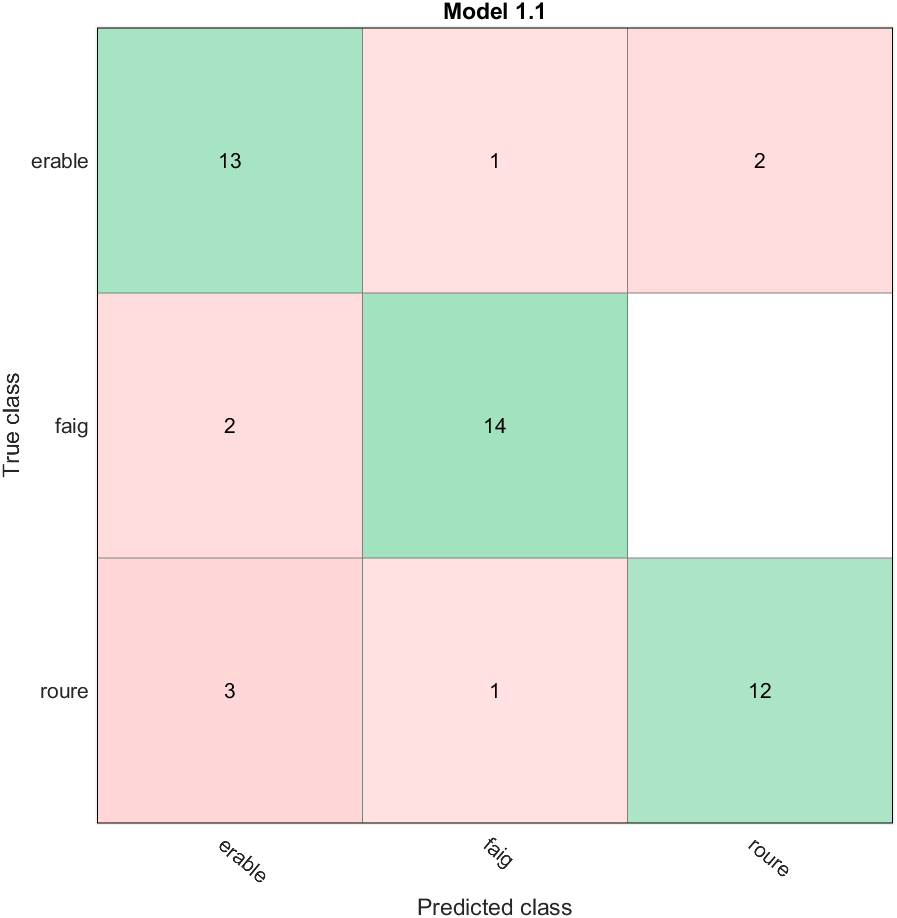 Model 1.1
True class
erable
13
1
2
faig
2
14
roure
3
1
12
erable
faig
roure
Predicted class